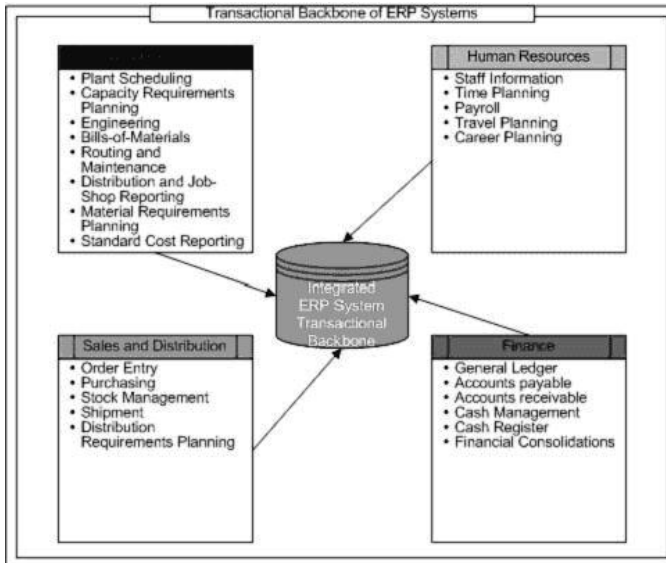 Transactional Backbone of ERP Systems
• Plant Scheduling
• Capacity Requirements
Planning
• Engineering
• Bills-of-Materials
• Routing and
Maintenance
• Distribution and Job-
Shop Reporting
• Material Requirements
Planning
• Standard Cost Reporting
Human Resources
• Staff Information
• Time Planning
• Payroll
• Travel Planning
• Career Planning
Integrated
ERP System
Transactional
Backbone
Sales and Distribution
• Order Entry
• Purchasing
• Stock Management
• Shipment
• Distribution
Requirements Planning
Finance
• General Ledger
• Accounts payable
• Accounts receivable
• Cash Management
• Cash Register
• Financial Consolidations